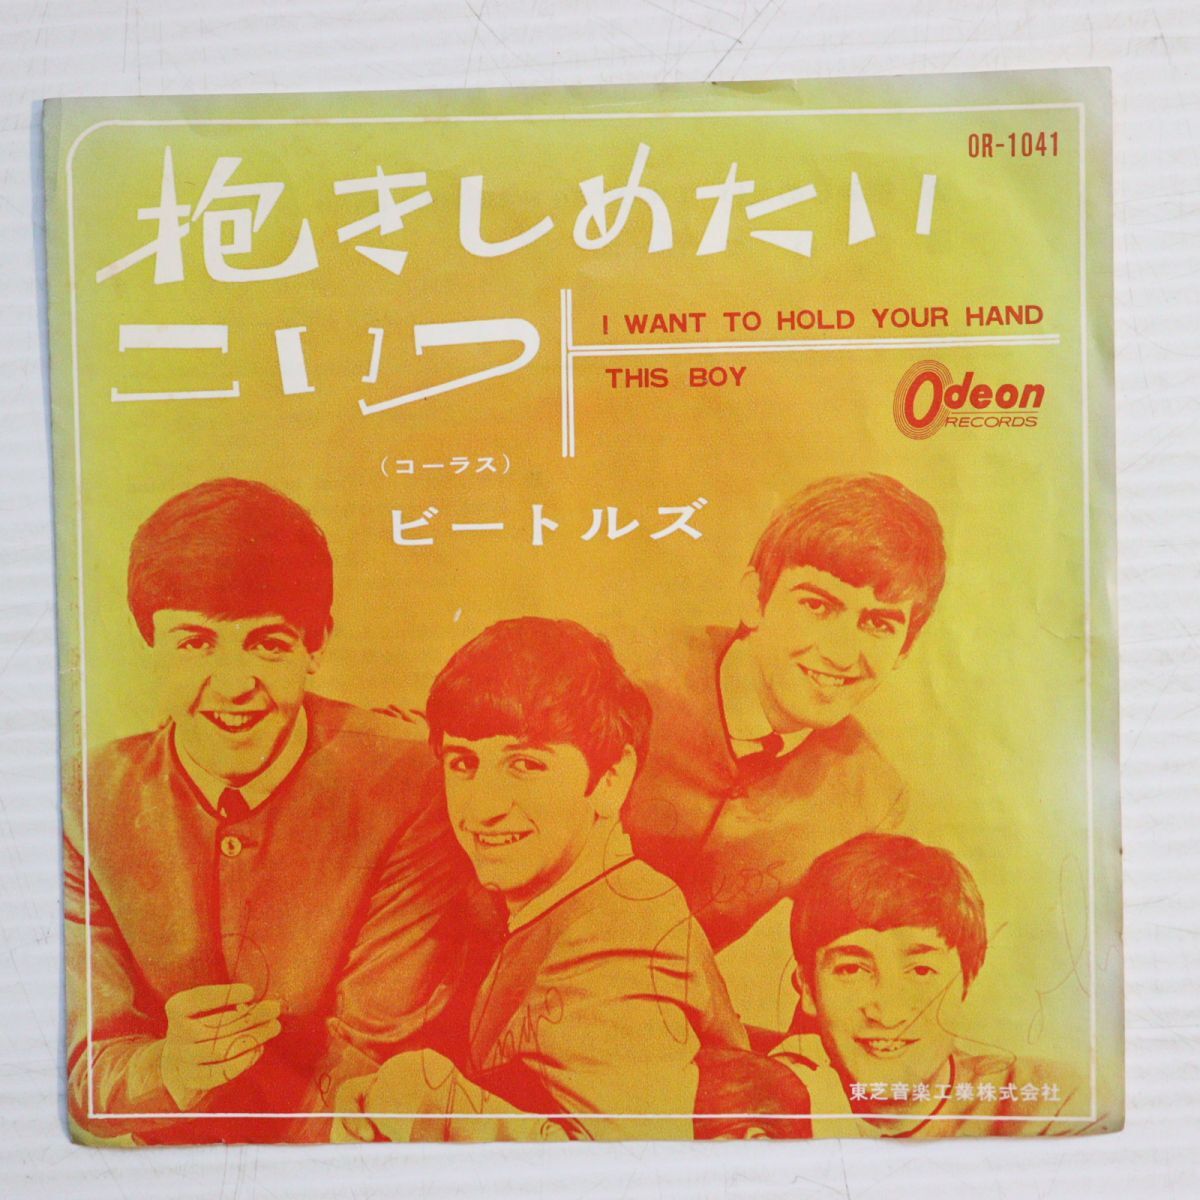 OR-1041
抱きしめたい
こいつ
I WANT TO HOLD YOUR HAND
THIS BOY
Odeon
RECORDS
(コーラス)
ビートルズ
東芝音楽工業株式会社